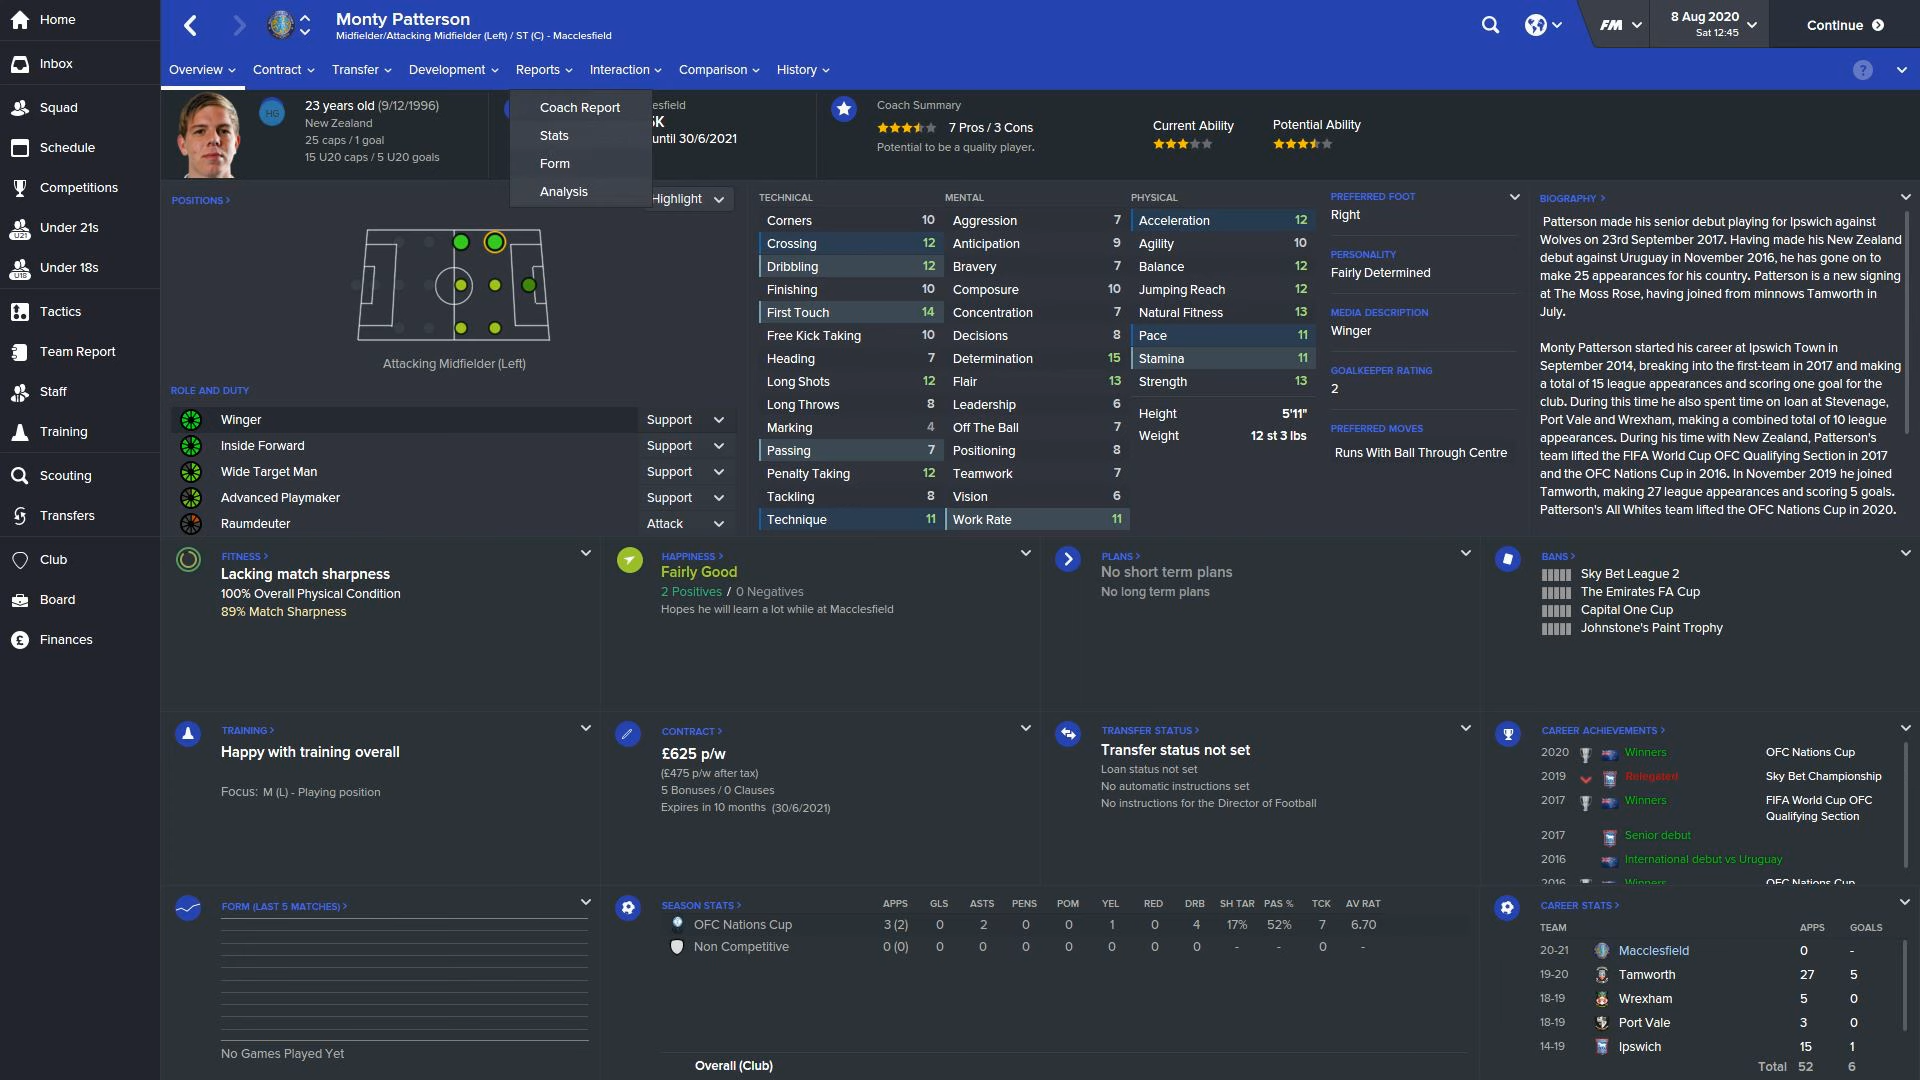 Home
Inbox
Squad
Schedule
Competitions
U21
Under 21s
U18
Under 18s
Tactics
Team Report
Staff
Training
Scouting
Transfers
Club
Board
Finances
Monty Patterson
Midfielder/Attacking Midfielder (Left) / ST (C) - Macclesfield
FM
8 Aug 2020
Sat 12:45
Continue
Overview
Contract
Transfer
Development
Reports
Interaction
Comparison
History
?
Coach Report
Stats
Form
Analysis
HG
23 years old (9/12/1996)
New Zealand
25 caps / 1 goal
15 U20 caps / 5 U20 goals
esfield
K
until 30/6/2021
Coach Summary
7 Pros / 3 Cons
Potential to be a quality player.
Current Ability
Potential Ability
POSITIONS >
Highlight
Attacking Midfielder (Left)
ROLE AND DUTY
Winger Support
Inside Forward Support
Wide Target Man Support
Advanced Playmaker Support
Raumdeuter Attack
TECHNICAL
Corners 10
Crossing 12
Dribbling 12
Finishing 10
First Touch 14
Free Kick Taking 10
Heading 7
Long Shots 12
Long Throws 8
Marking 4
Passing 7
Penalty Taking 12
Tackling 8
Technique 11
MENTAL
Aggression 7
Anticipation 9
Bravery 7
Composure 10
Concentration 7
Decisions 8
Determination 15
Flair 13
Leadership 6
Off The Ball 7
Positioning 8
Teamwork 7
Vision 6
Work Rate 11
PHYSICAL
Acceleration 12
Agility 10
Balance 12
Jumping Reach 12
Natural Fitness 13
Pace 11
Stamina 11
Strength 13
Height 5'11"
Weight 12 st 3 lbs
PREFERRED FOOT
Right
PERSONALITY
Fairly Determined
MEDIA DESCRIPTION
Winger
GOALKEEPER RATING
2
PREFERRED MOVES
Runs With Ball Through Centre
BIOGRAPHY >
Patterson made his senior debut playing for Ipswich against
Wolves on 23rd September 2017. Having made his New Zealand
debut against Uruguay in November 2016, he has gone on to
make 25 appearances for his country. Patterson is a new signing
at The Moss Rose, having joined from minnows Tamworth in
July.
Monty Patterson started his career at Ipswich Town in
September 2014, breaking into the first-team in 2017 and making
a total of 15 league appearances and scoring one goal for the
club. During this time he also spent time on loan at Stevenage,
Port Vale and Wrexham, making a combined total of 10 league
appearances. During his time with New Zealand, Patterson's
team lifted the FIFA World Cup OFC Qualifying Section in 2017
and the OFC Nations Cup in 2016. In November 2019 he joined
Tamworth, making 27 league appearances and scoring 5 goals.
Patterson's All Whites team lifted the OFC Nations Cup in 2020.
FITNESS >
Lacking match sharpness
100% Overall Physical Condition
89% Match Sharpness
HAPPINESS >
Fairly Good
2 Positives / 0 Negatives
Hopes he will learn a lot while at Macclesfield
PLANS >
No short term plans
No long term plans
BANS >
Sky Bet League 2
The Emirates FA Cup
Capital One Cup
Johnstone's Paint Trophy
TRAINING >
Happy with training overall
Focus: M (L) - Playing position
CONTRACT >
£625 p/w
(£475 p/w after tax)
5 Bonuses / 0 Clauses
Expires in 10 months (30/6/2021)
TRANSFER STATUS >
Transfer status not set
Loan status not set
No automatic instructions set
No instructions for the Director of Football
CAREER ACHIEVEMENTS >
2020 Winners OFC Nations Cup
2019 Relegated Sky Bet Championship
2017 Winners FIFA World Cup OFC
Qualifying Section
2017 Senior debut
2016 International debut vs Uruguay
2016 Winners OFC Nations Cup
FORM (LAST 5 MATCHES) >
No Games Played Yet
SEASON STATS > APPS GLS ASTS PENS POM YEL RED DRB SH TAR PAS % TCK AV RAT
OFC Nations Cup 3 (2) 0 2 0 0 1 0 4 17% 52% 7 6.70
Non Competitive 0 (0) 0 0 0 0 0 0 0 - - 0 -
Overall (Club)
CAREER STATS >
TEAM APPS GOALS
20-21 Macclesfield 0 -
19-20 Tamworth 27 5
18-19 Wrexham 5 0
18-19 Port Vale 3 0
14-19 Ipswich 15 1
Total 52 6